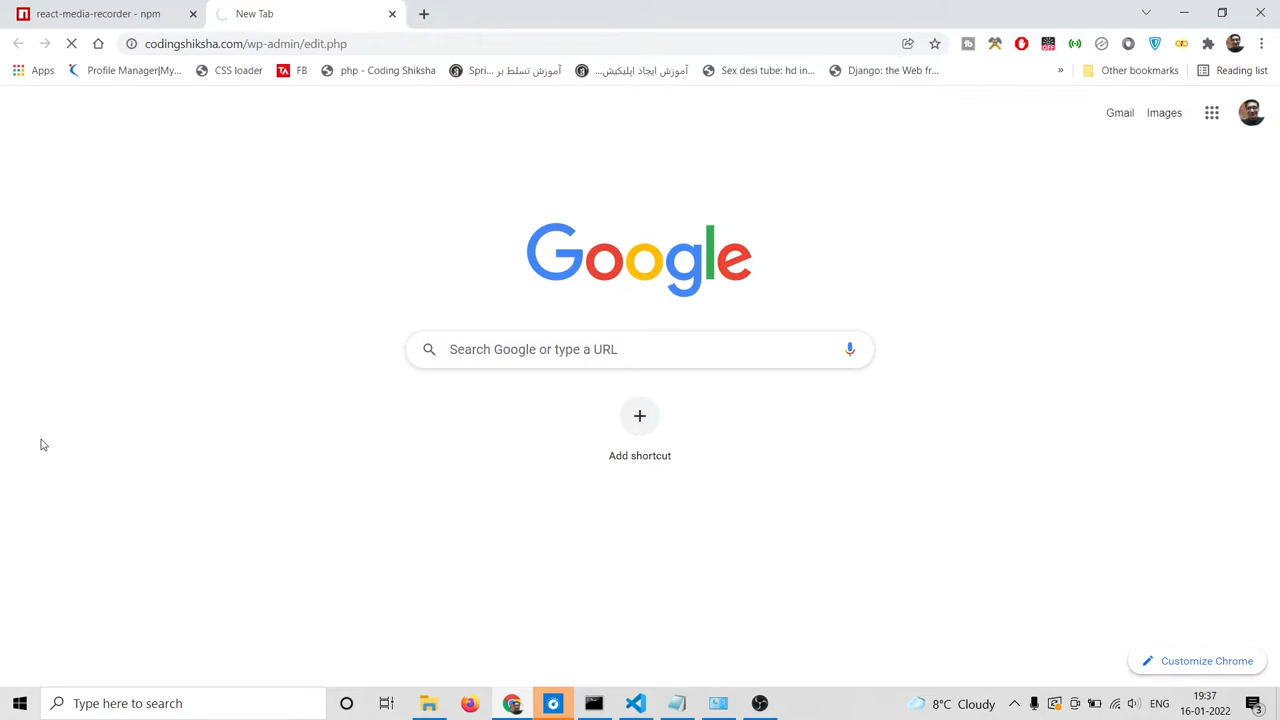 react-media-recorder - npm
New Tab
codingshiksha.com/wp-admin/edit.php
Apps
Profile Manager|My...
CSS loader
TA
FB
php - Coding Shiksha
آموزش تسلط بر ...Spri
آموزش ایجاد اپلیکیش...
Sex desi tube: hd in...
Django: the Web fr...
»
Other bookmarks
Reading list
Gmail
Images
Google
Search Google or type a URL
Add shortcut
Customize Chrome
Type here to search
8°C Cloudy
ENG
19:37
16-01-2022
3